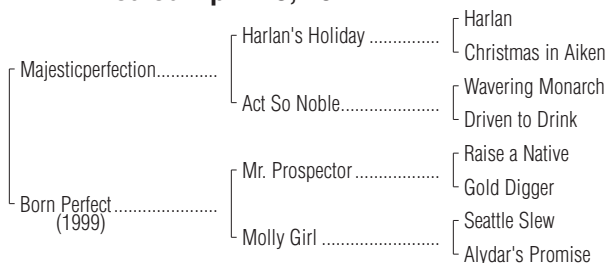 Harlan
Harlan's Holiday ..............
Christmas in Aiken
Majesticperfection............
Wavering Monarch
Act So Noble....................
Driven to Drink
Raise a Native
Mr. Prospector .................
Gold Digger
Born Perfect.....................
(1999)
Seattle Slew
Molly Girl ........................
Alydar's Promise